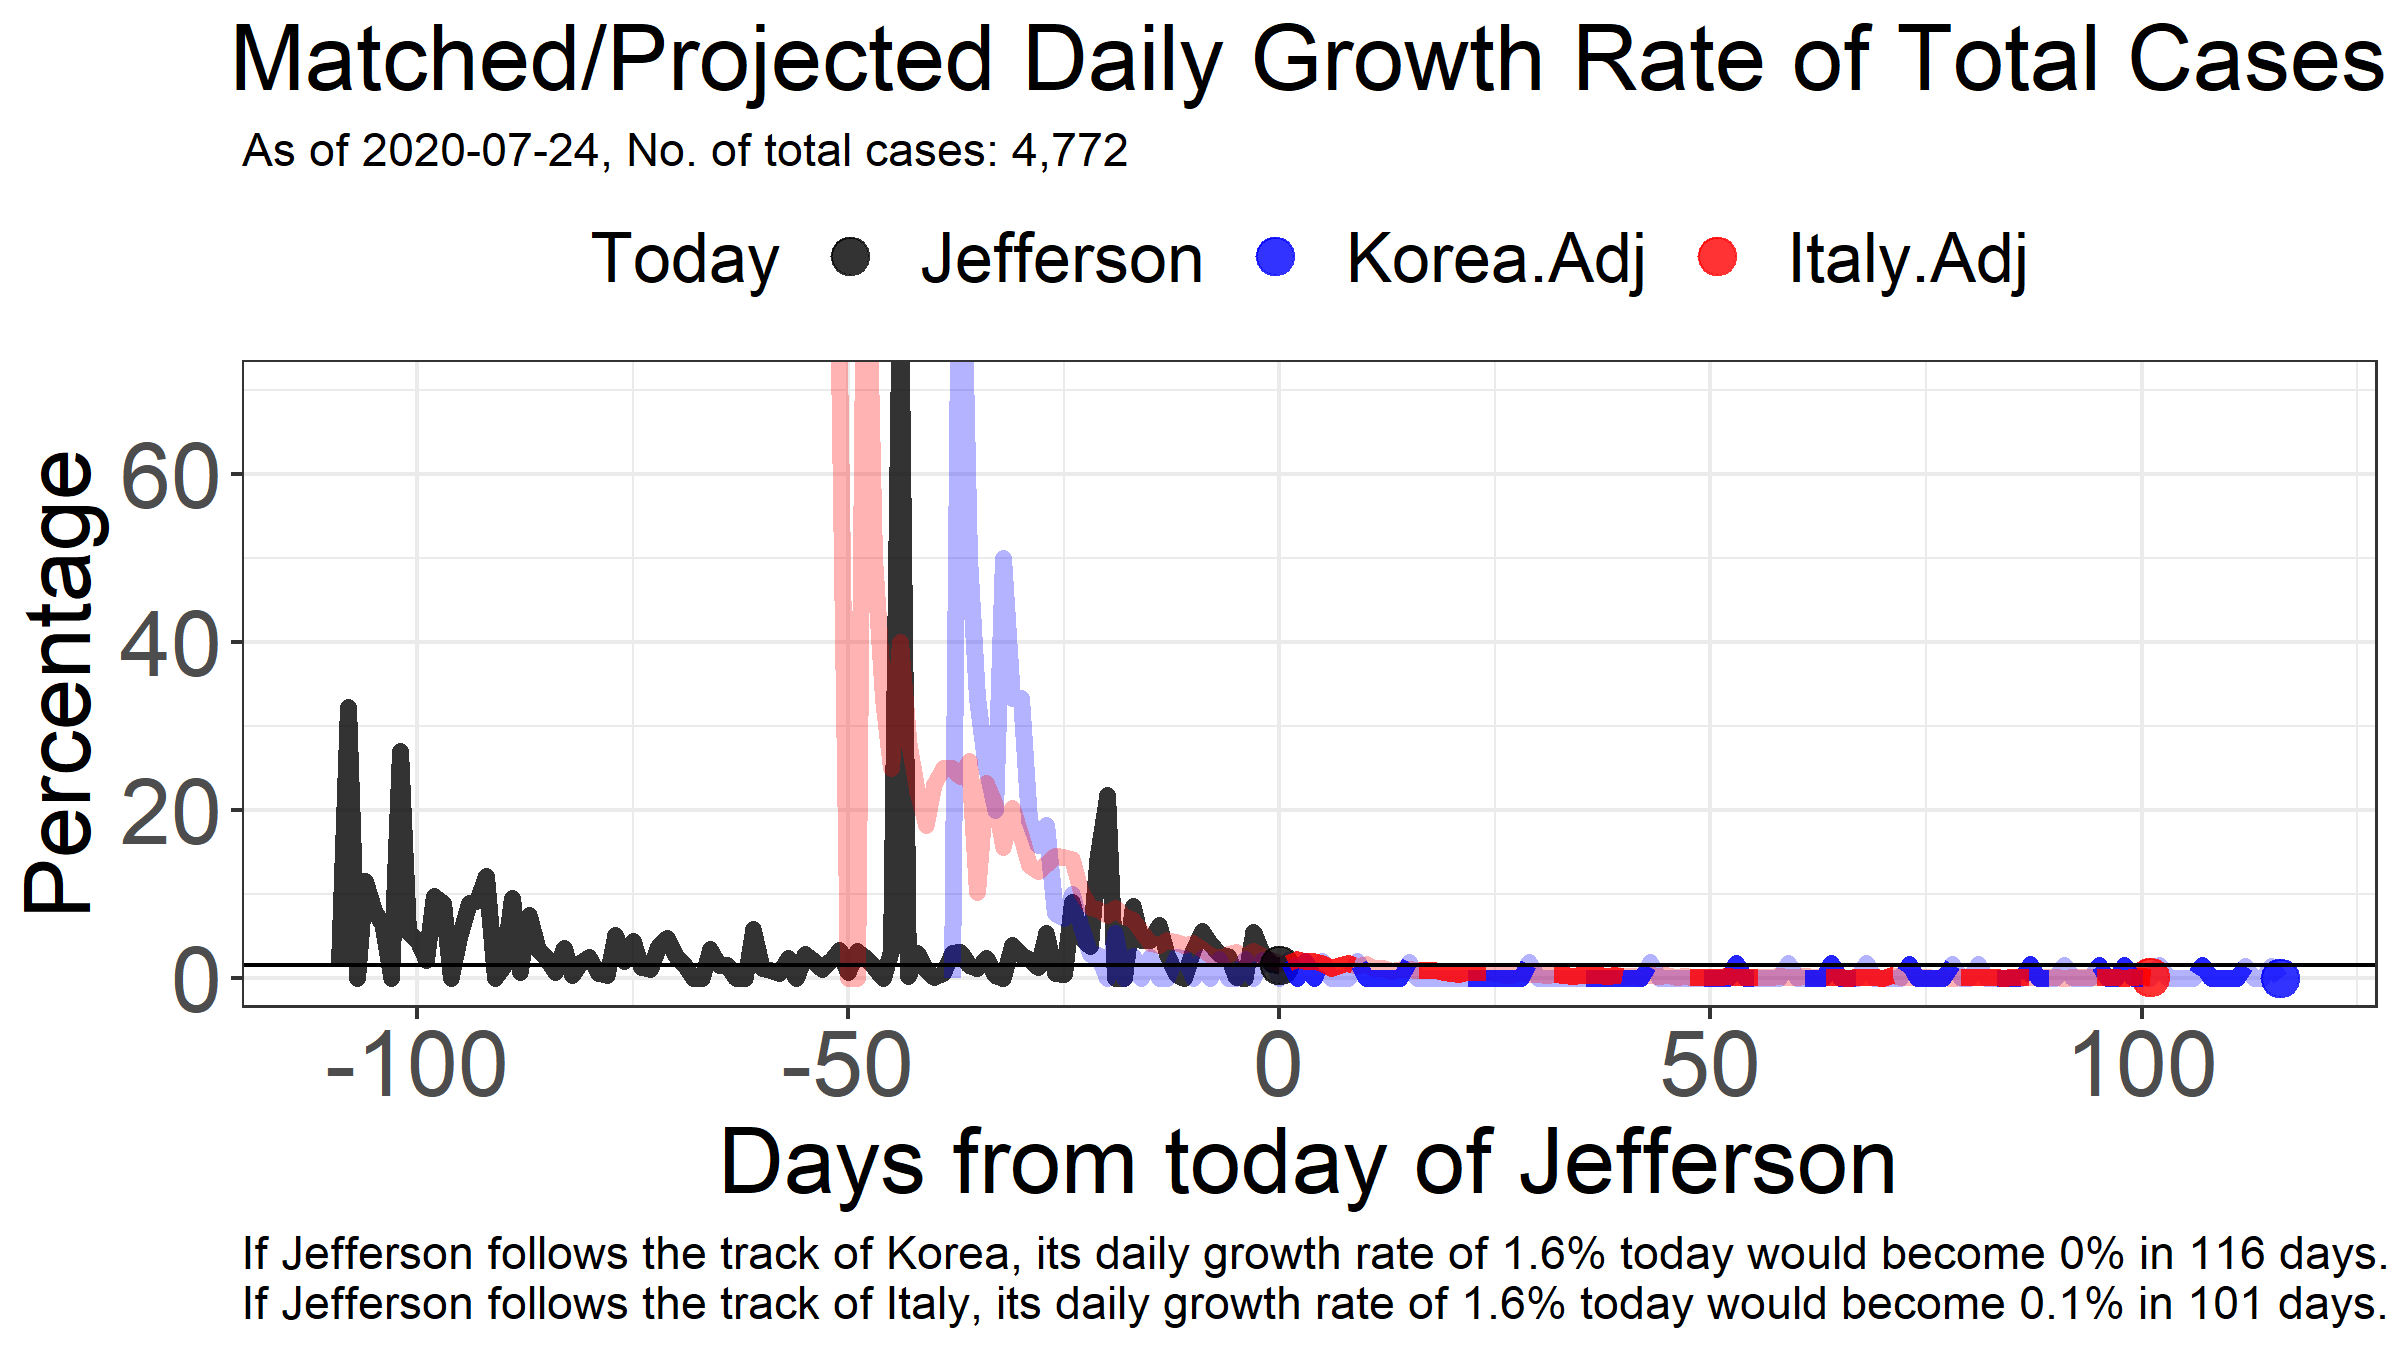 Matched/Projected Daily Growth Rate of Total Cases
As of 2020-07-24, No. of total cases: 4,772
Today Jefferson Korea.Adj Italy.Adj
Percentage
60
40
20
0
-100 -50 0 50 100
Days from today of Jefferson
If Jefferson follows the track of Korea, its daily growth rate of 1.6% today would become 0% in 116 days.
If Jefferson follows the track of Italy, its daily growth rate of 1.6% today would become 0.1% in 101 days.